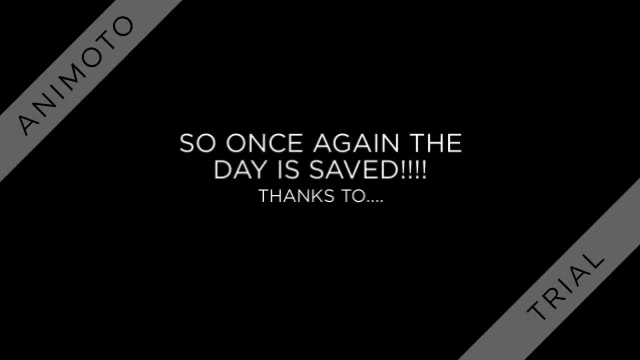 ANIMOTO
SO ONCE AGAIN THE
DAY IS SAVED!!!!
THANKS TO....
TRIAL